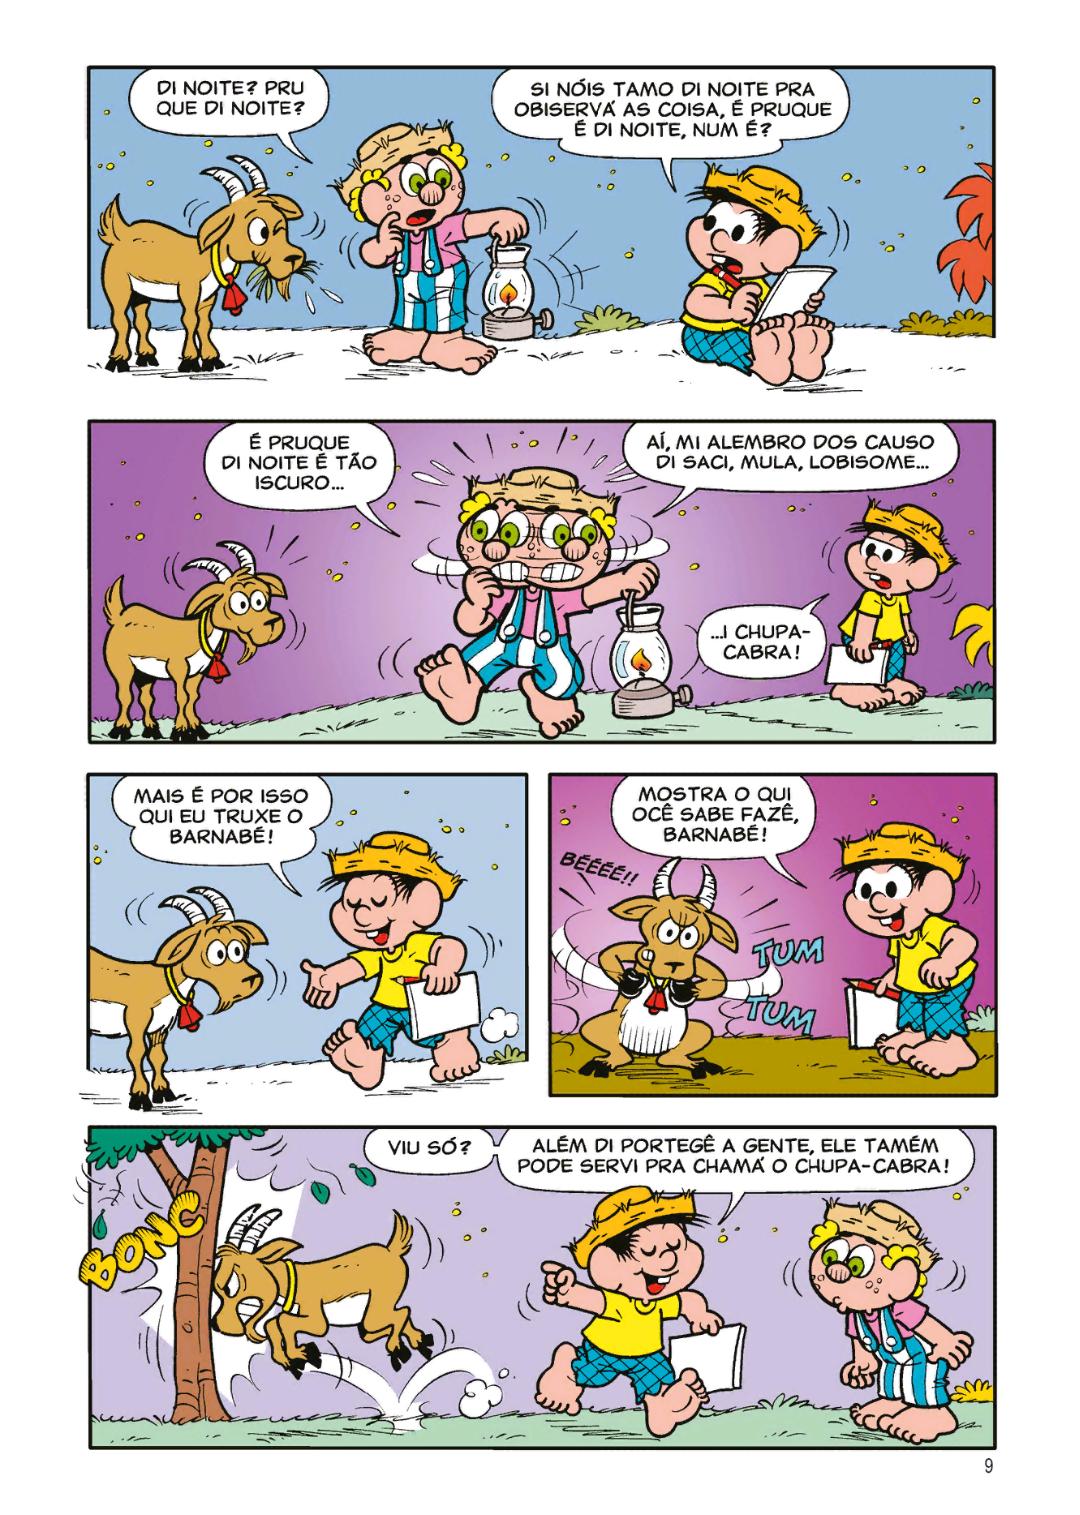 DI NOITE? PRU
QUE DI NOITE?
SI NÓIS TAMO DI NOITE PRA
OBISERVÁ AS COISA, É PRUQUE
É DI NOITE, NUM É?
É PRUQUE
DI NOITE É TÃO
ISCURO...
AÍ, MI ALEMBRO DOS CAUSO
DI SACI, MULA, LOBISOME...
...I CHUPA-
CABRA!
MAIS É POR ISSO
QUI EU TRUXE O
BARNABÉ!
MOSTRA O QUI
OCÊ SABE FAZÊ,
BARNABÉ!
BÉÉÉÉ!!
TUM
TUM
VIU SÓ?
ALÉM DI PORTEGÊ A GENTE, ELE TAMÉM
PODE SERVI PRA CHAMÁ O CHUPA-CABRA!
BONC
9